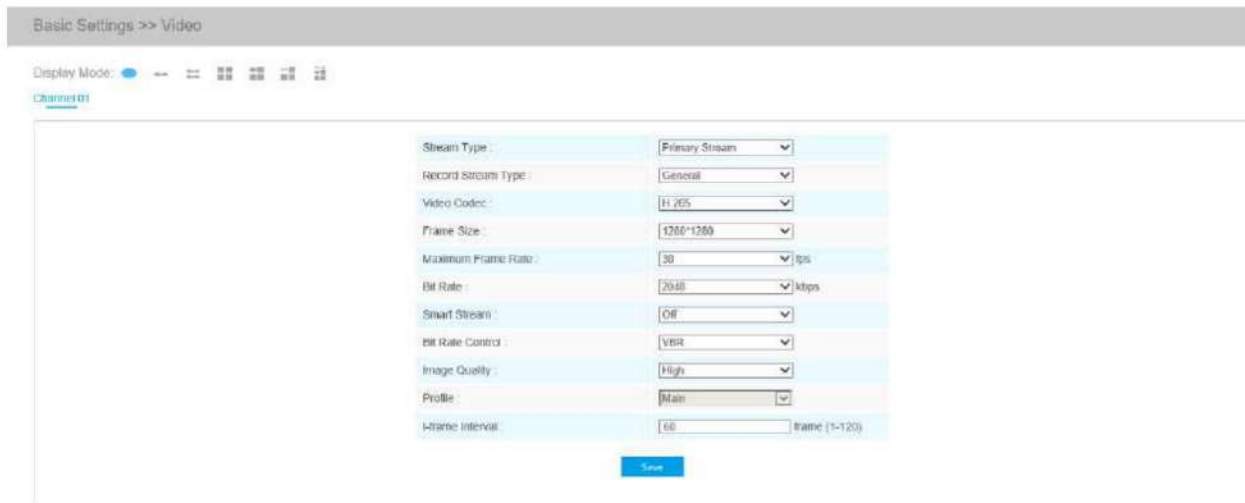 Basic Settings >> Video
Display Mode:
Channel 01
Stream Type : Primary Stream
Record Stream Type : General
Video Codec : H.265
Frame Size : 1280*1280
Maximum Frame Rate : 30 fps
Bit Rate : 2048 kbps
Smart Stream : Off
Bit Rate Control : VBR
Image Quality : High
Profile : Main
I-frame Interval: 60 frame (1-120)
Save